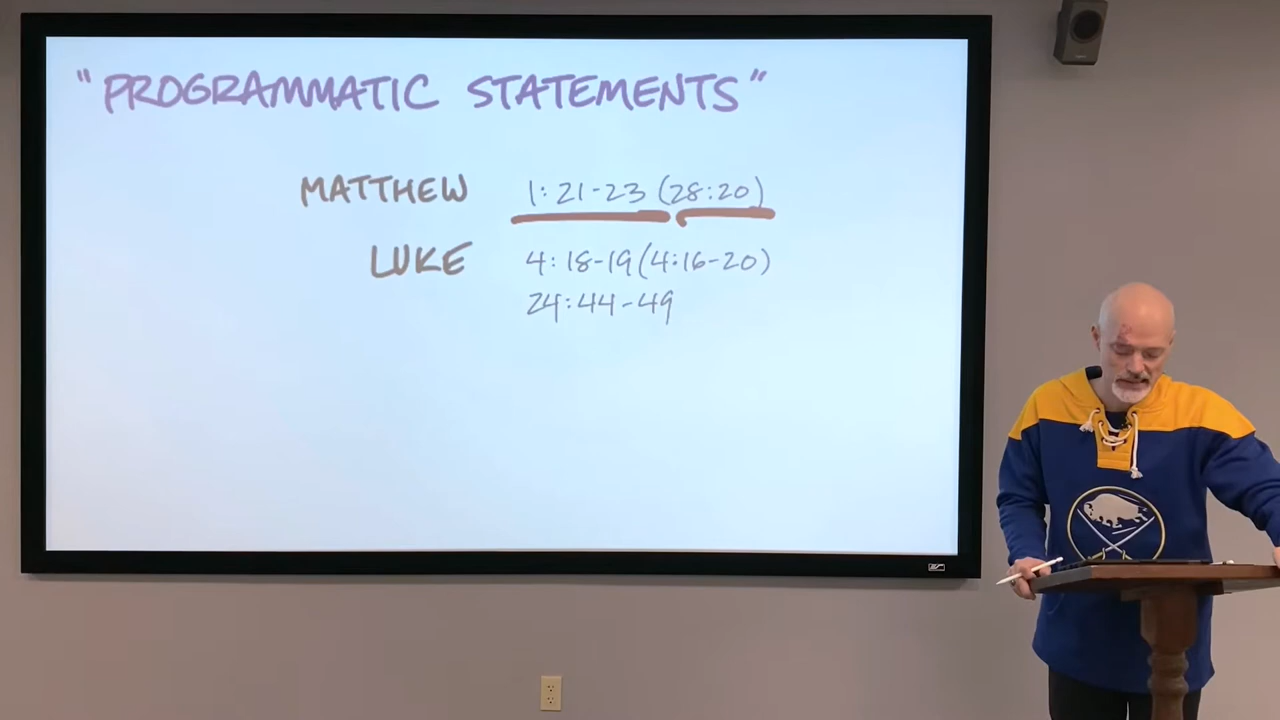 "PROGRAMMATIC STATEMENTS"
MATTHEW 1:21-23 (28:20)
LUKE 4:18-19 (4:16-20)
24:44-49